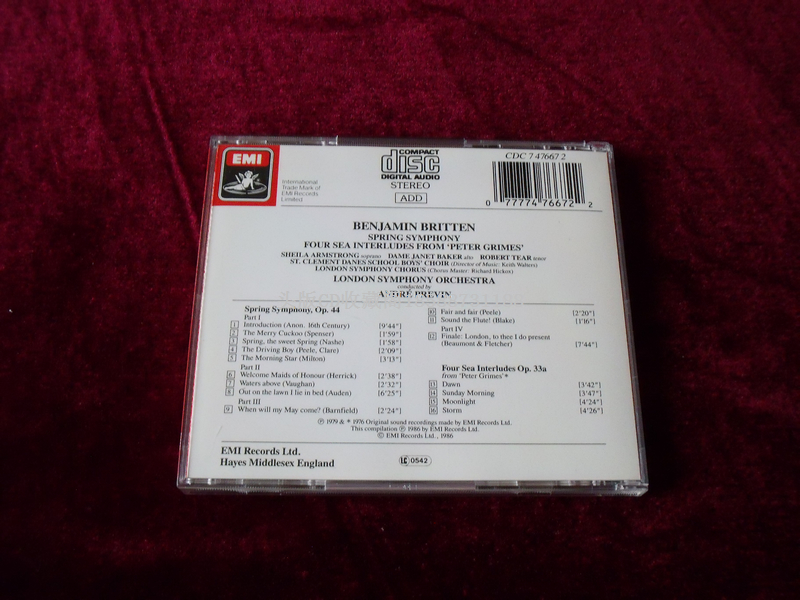 EMI
International
Trade Mark of
EMI Records
Limited
COMPACT
disc
DIGITAL AUDIO
STEREO
ADD
CDC 7 47667 2
0 77774 76672 2
BENJAMIN BRITTEN
SPRING SYMPHONY
FOUR SEA INTERLUDES FROM 'PETER GRIMES'
SHEILA ARMSTRONG soprano DAME JANET BAKER alto ROBERT TEAR tenor
ST. CLEMENT DANES SCHOOL BOYS' CHOIR (Director of Music: Keith Walters)
LONDON SYMPHONY CHORUS (Chorus Master: Richard Hickox)
LONDON SYMPHONY ORCHESTRA
conducted by
ANDRÉ PREVIN
Spring Symphony, Op. 44
Part I
1 Introduction (Anon. 16th Century) [9'44"]
2 The Merry Cuckoo (Spenser) [1'59"]
3 Spring, the sweet Spring (Nashe) [1'58"]
4 The Driving Boy (Peele, Clare) [2'09"]
5 The Morning Star (Milton) [3'13"]
Part II
6 Welcome Maids of Honour (Herrick) [2'38"]
7 Waters above (Vaughan) [2'32"]
8 Out on the lawn I lie in bed (Auden) [6'25"]
Part III
9 When will my May come? (Barnfield) [2'24"]
10 Fair and fair (Peele) [2'20"]
11 Sound the Flute! (Blake) [1'16"]
Part IV
12 Finale: London, to thee I do present
(Beaumont & Fletcher) [7'44"]
Four Sea Interludes Op. 33a
from 'Peter Grimes'*
13 Dawn [3'42"]
14 Sunday Morning [3'47"]
15 Moonlight [4'24"]
16 Storm [4'26"]
℗ 1979 & * 1976 Original sound recordings made by EMI Records Ltd.
This compilation ℗ 1986 by EMI Records Ltd.
© EMI Records Ltd., 1986
EMI Records Ltd.
Hayes Middlesex England
LC 0542